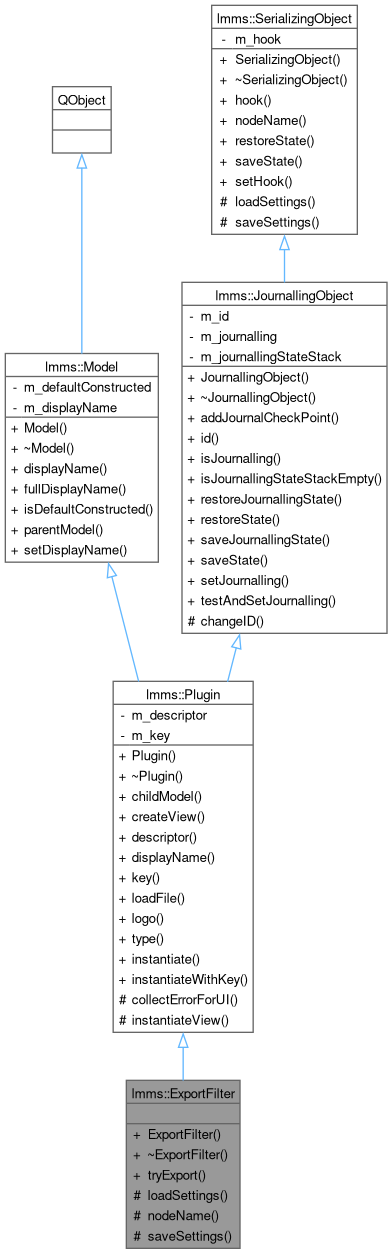 lmms::SerializingObject
- m_hook
+ SerializingObject()
+ ~SerializingObject()
+ hook()
+ nodeName()
+ restoreState()
+ saveState()
+ setHook()
# loadSettings()
# saveSettings()
QObject
lmms::JournallingObject
- m_id
- m_journalling
- m_journallingStateStack
+ JournallingObject()
+ ~JournallingObject()
+ addJournalCheckPoint()
+ id()
+ isJournalling()
+ isJournallingStateStackEmpty()
+ restoreJournallingState()
+ restoreState()
+ saveJournallingState()
+ saveState()
+ setJournalling()
+ testAndSetJournalling()
# changeID()
lmms::Model
- m_defaultConstructed
- m_displayName
+ Model()
+ ~Model()
+ displayName()
+ fullDisplayName()
+ isDefaultConstructed()
+ parentModel()
+ setDisplayName()
lmms::Plugin
- m_descriptor
- m_key
+ Plugin()
+ ~Plugin()
+ childModel()
+ createView()
+ descriptor()
+ displayName()
+ key()
+ loadFile()
+ logo()
+ type()
+ instantiate()
+ instantiateWithKey()
# collectErrorForUI()
# instantiateView()
lmms::ExportFilter
+ ExportFilter()
+ ~ExportFilter()
+ tryExport()
# loadSettings()
# nodeName()
# saveSettings()